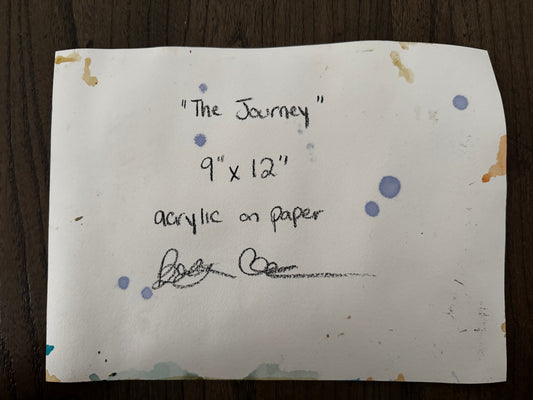 "The Journey"
9" x 12"
acrylic on paper